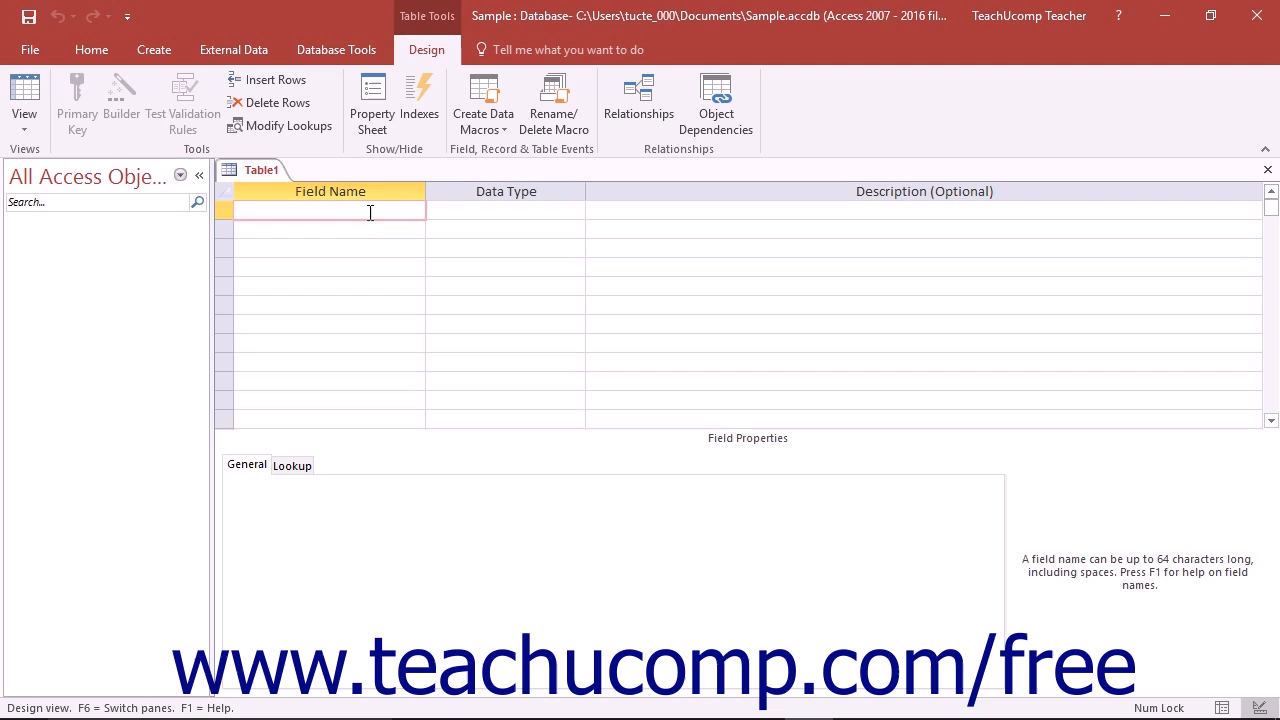 Table Tools
Sample : Database- C:\Users\tucte_000\Documents\Sample.accdb (Access 2007 - 2016 fil...
TeachUcomp Teacher
?
File
Home
Create
External Data
Database Tools
Design
Tell me what you want to do
View
Primary Key
Builder
Test Validation Rules
Insert Rows
Delete Rows
Modify Lookups
Property Sheet
Indexes
Create Data Macros
Rename/ Delete Macro
Relationships
Object Dependencies
Views
Tools
Show/Hide
Field, Record & Table Events
Relationships
All Access Obje...
Search...
Table1
Field Name
Data Type
Description (Optional)
Field Properties
General
Lookup
A field name can be up to 64 characters long,
including spaces. Press F1 for help on field
names.
www.teachucomp.com/free
Design view. F6 = Switch panes. F1 = Help.
Num Lock